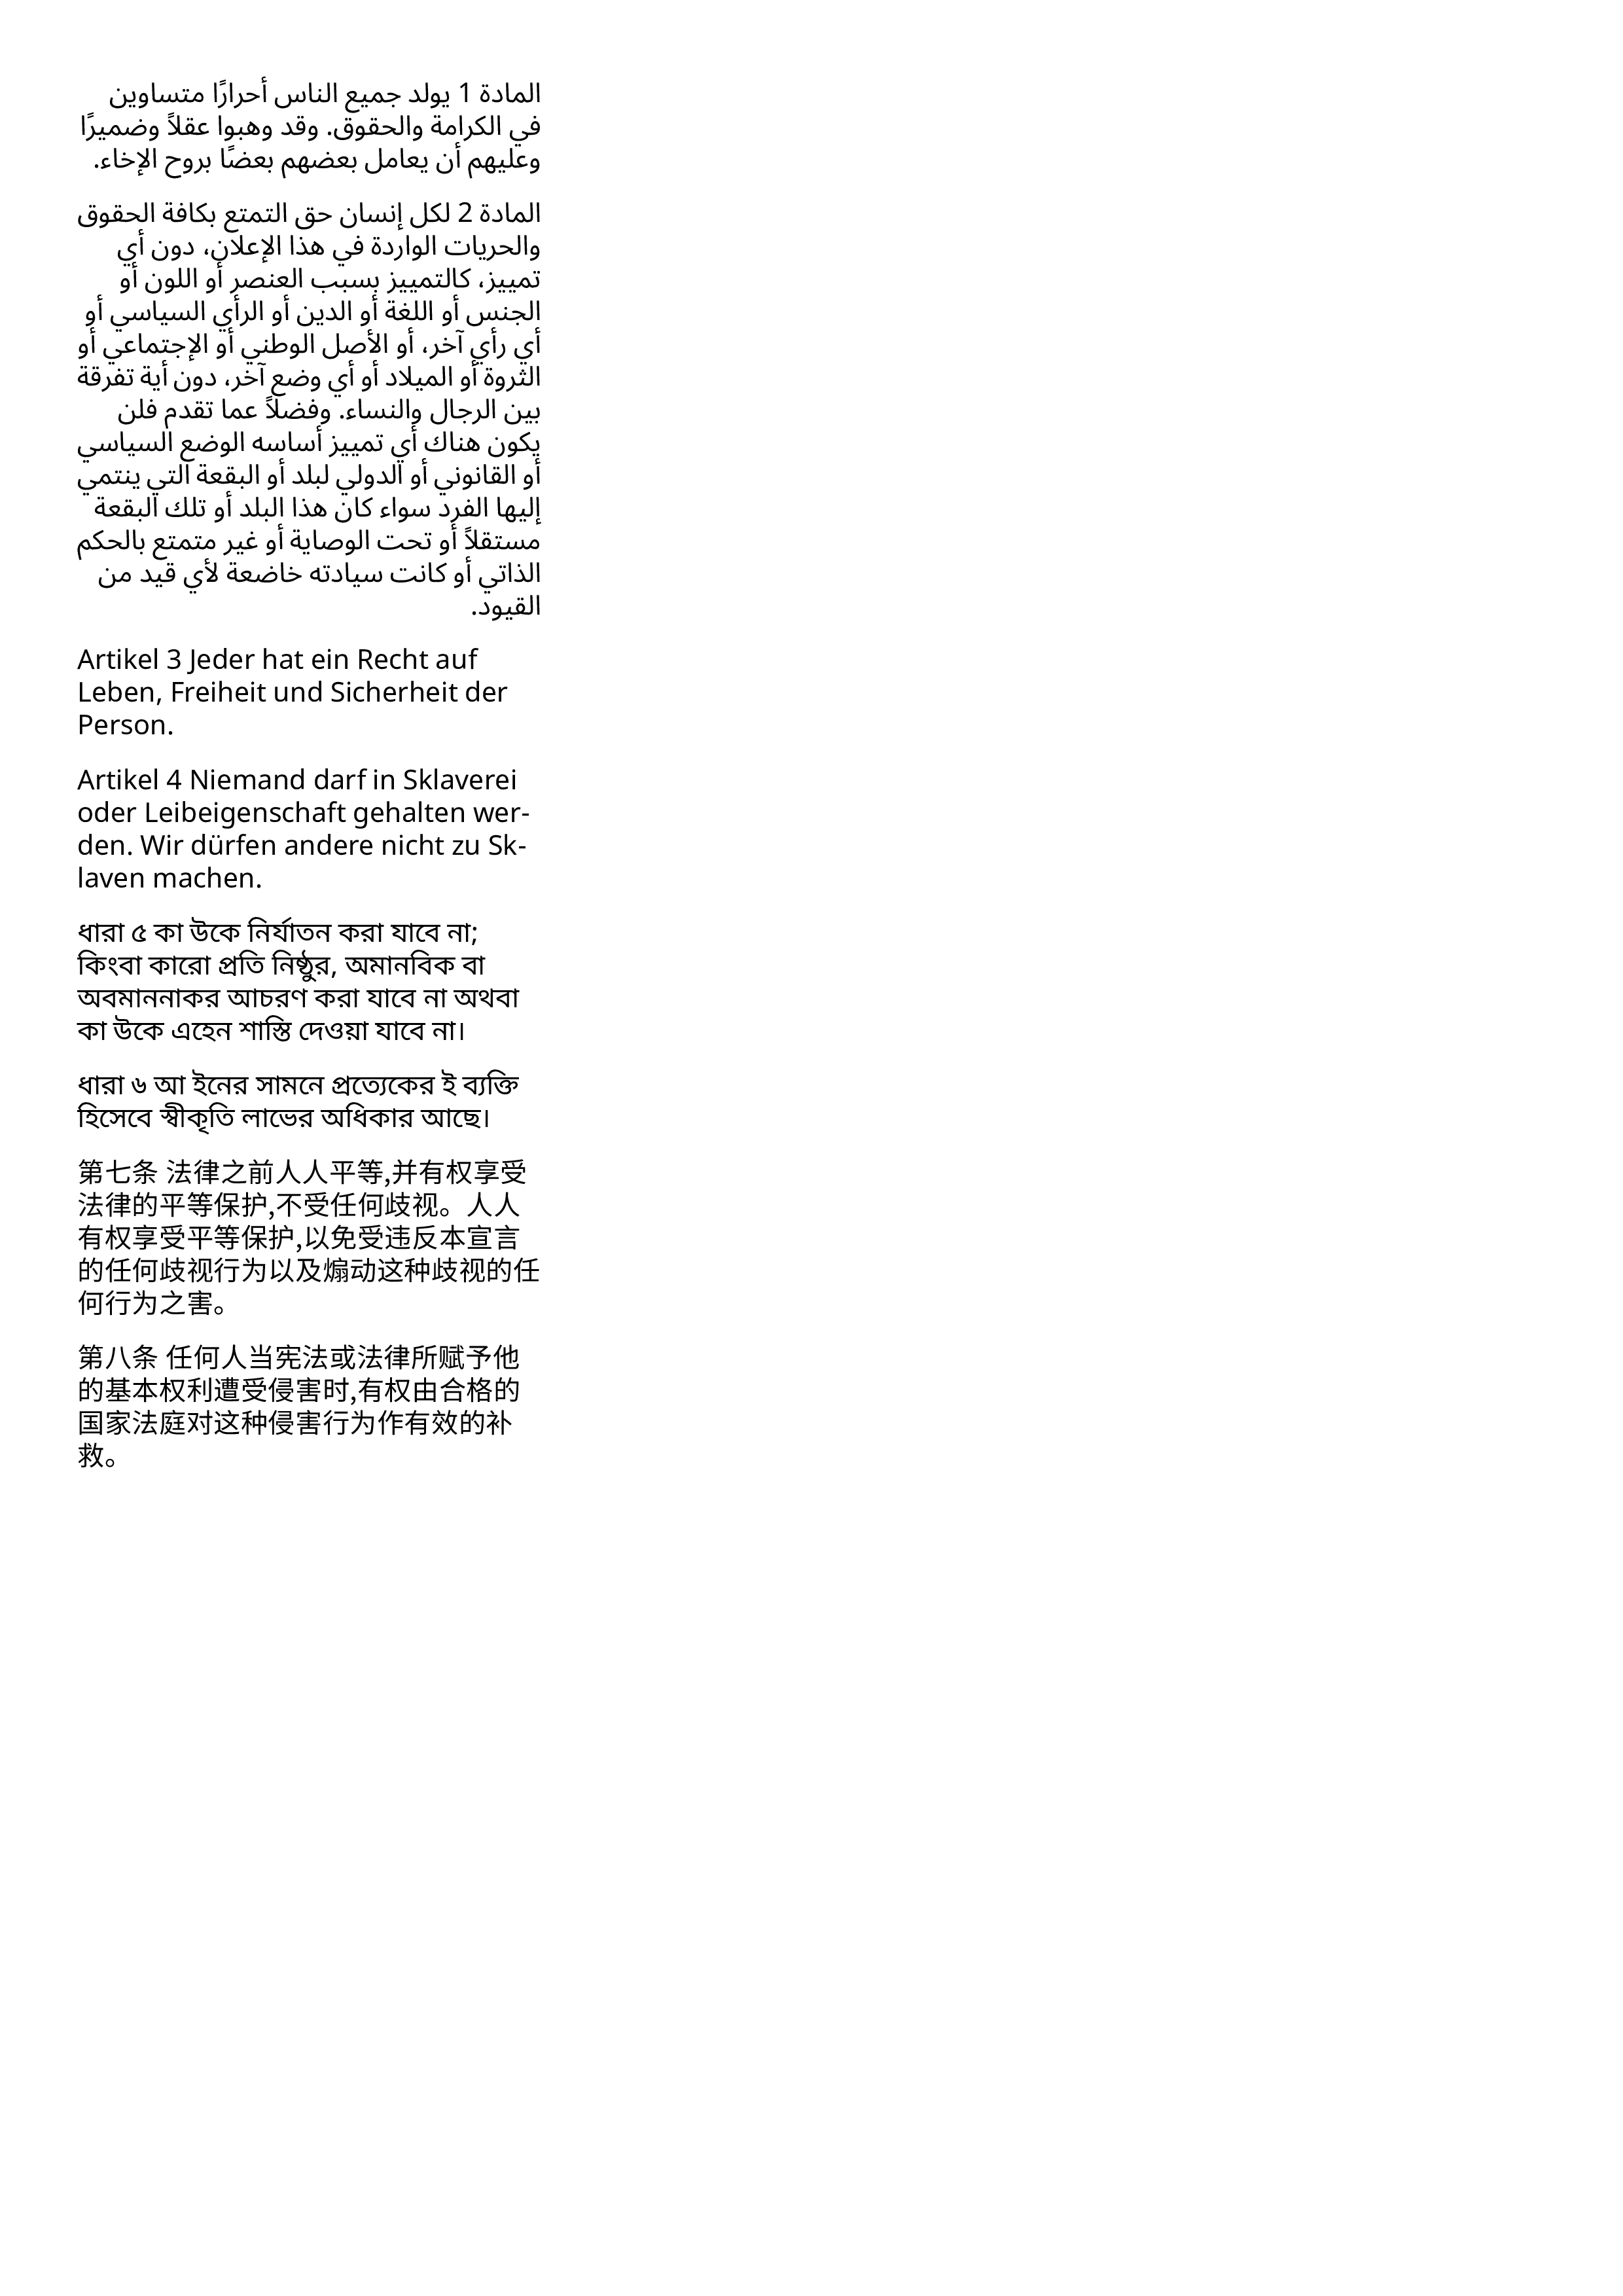 المادة 1 يولد جميع الناس أحرارًا متساوين
في الكرامة والحقوق. وقد وهبوا عقلاً وضميرًا
وعليهم أن يعامل بعضهم بعضًا بروح الإخاء.
المادة 2 لكل إنسان حق التمتع بكافة الحقوق
والحريات الواردة في هذا الإعلان، دون أي
تمييز، كالتمييز بسبب العنصر أو اللون أو
الجنس أو اللغة أو الدين أو الرأي السياسي أو
أي رأي آخر، أو الأصل الوطني أو الإجتماعي أو
الثروة أو الميلاد أو أي وضع آخر، دون أية تفرقة
بين الرجال والنساء. وفضلاً عما تقدم فلن
يكون هناك أي تمييز أساسه الوضع السياسي
أو القانوني أو الدولي لبلد أو البقعة التي ينتمي
إليها الفرد سواء كان هذا البلد أو تلك البقعة
مستقلاً أو تحت الوصاية أو غير متمتع بالحكم
الذاتي أو كانت سيادته خاضعة لأي قيد من
القيود.
Artikel 3 Jeder hat ein Recht auf
Leben, Freiheit und Sicherheit der
Person.
Artikel 4 Niemand darf in Sklaverei
oder Leibeigenschaft gehalten wer-
den. Wir dürfen andere nicht zu Sk-
laven machen.
ধারা ৫ কা উকে নির্যাতন করা যাবে না;
কিংবা কারো প্রতি নিষ্ঠুর, অমানবিক বা
অবমাননাকর আচরণ করা যাবে না অথবা
কা উকে এহেন শাস্তি দেওয়া যাবে না।
ধারা ৬ আ ইনের সামনে প্রত্যেকের ই ব্যক্তি
হিসেবে স্বীকৃতি লাভের অধিকার আছে।
第七条 法律之前人人平等,并有权享受
法律的平等保护,不受任何歧视。人人
有权享受平等保护,以免受违反本宣言
的任何歧视行为以及煽动这种歧视的任
何行为之害。
第八条 任何人当宪法或法律所赋予他
的基本权利遭受侵害时,有权由合格的
国家法庭对这种侵害行为作有效的补
救。